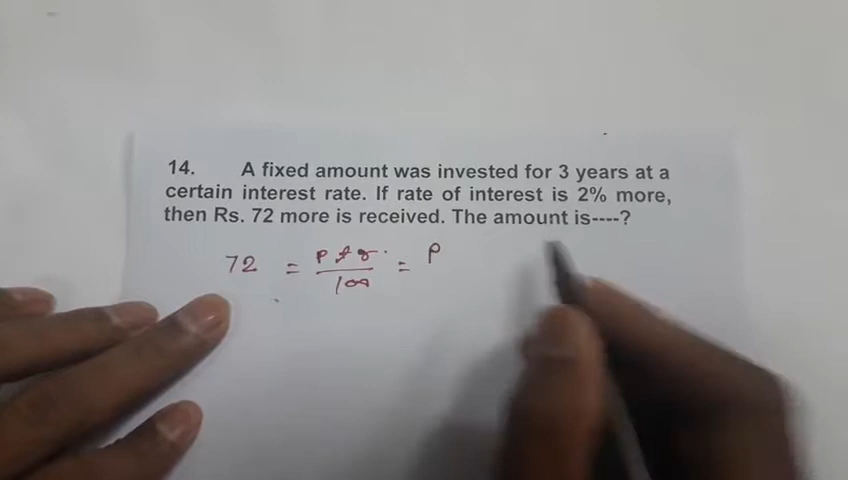 14. A fixed amount was invested for 3 years at a
certain interest rate. If rate of interest is 2% more,
then Rs. 72 more is received. The amount is----?
72 = P t r / 100 = P